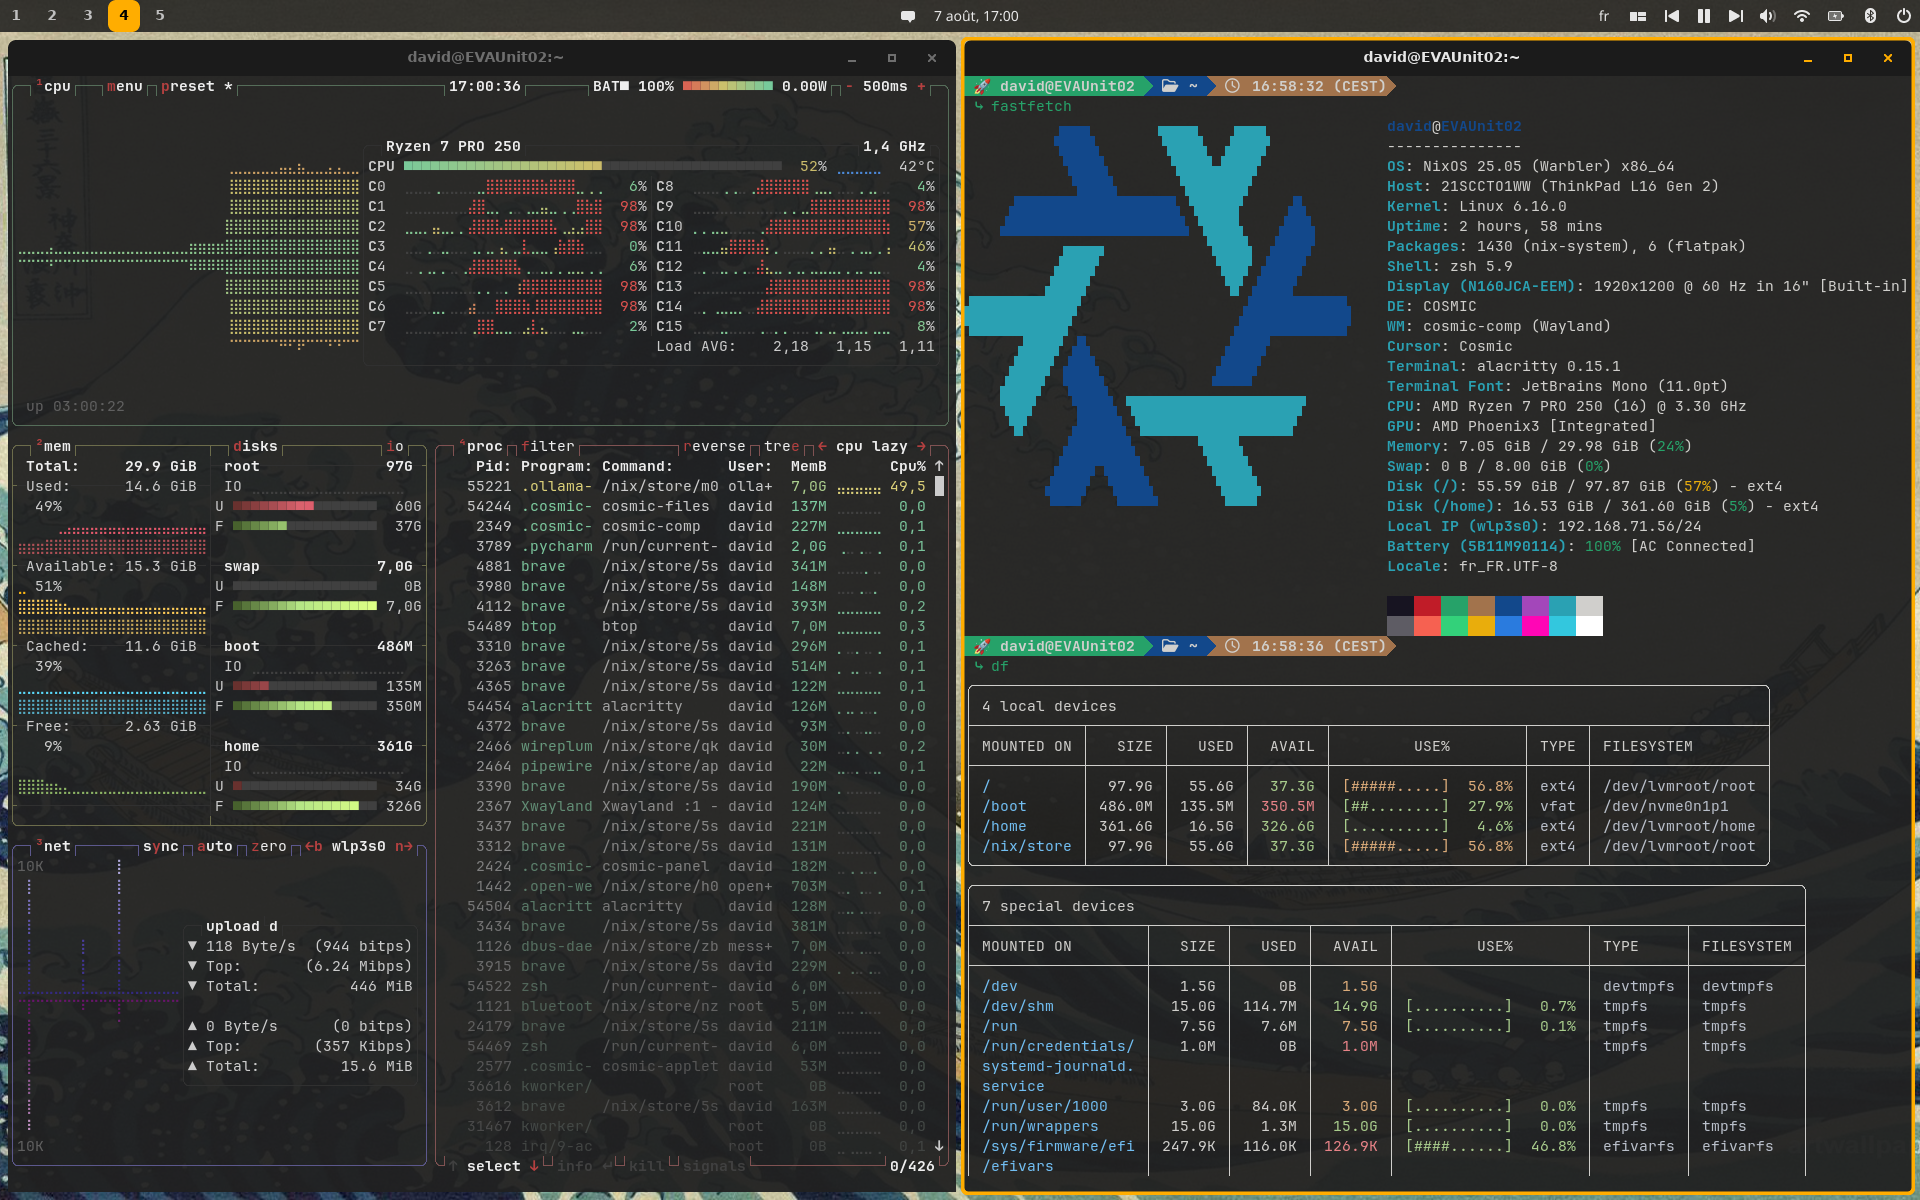 1 2 3 4 5
7 août, 17:00
fr
david@EVAUnit02:~
¹cpu menu preset * 17:00:36 BAT■ 100% 0.00W - 500ms +
Ryzen 7 PRO 250 1,4 GHz
CPU 52% 42°C
C0 6% C8 4%
C1 98% C9 98%
C2 98% C10 57%
C3 0% C11 46%
C4 6% C12 4%
C5 98% C13 98%
C6 98% C14 98%
C7 2% C15 8%
Load AVG: 2,18 1,15 1,11
up 03:00:22
²mem disks io
Total: 29.9 GiB root 97G
Used: 14.6 GiB IO
49% U 60G
F 37G
Available: 15.3 GiB swap 7,0G
51% U 0B
F 7,0G
Cached: 11.6 GiB boot 486M
39% IO
U 135M
F 350M
Free: 2.63 GiB
9% home 361G
IO
U 34G
F 326G
³net sync auto zero ←b wlp3s0 n→
10K
upload d
▼ 118 Byte/s (944 bitps)
▼ Top: (6.24 Mibps)
▼ Total: 446 MiB
▲ 0 Byte/s (0 bitps)
▲ Top: (357 Kibps)
▲ Total: 15.6 MiB
10K
⁴proc filter reverse tree ← cpu lazy →
Pid: Program: Command: User: MemB Cpu% ↑
55221 .ollama- /nix/store/m0 olla+ 7,0G 49,5
54244 .cosmic- cosmic-files david 137M 0,0
2349 .cosmic- cosmic-comp david 227M 0,1
3789 .pycharm /run/current- david 2,0G 0,1
4881 brave /nix/store/5s david 341M 0,1
3980 brave /nix/store/5s david 148M 0,1
4112 brave /nix/store/5s david 393M 0,2
54489 btop btop david 7,0M 0,3
3310 brave /nix/store/5s david 296M 0,1
3263 brave /nix/store/5s david 514M 0,1
4365 brave /nix/store/5s david 122M 0,1
54454 alacritt alacritty david 126M 0,0
4372 brave /nix/store/5s david 93M 0,0
2466 wireplum /nix/store/qk david 30M 0,2
2464 pipewire /nix/store/ap david 22M 0,1
3390 brave /nix/store/5s david 190M 0,0
2367 Xwayland Xwayland :1 - david 124M 0,0
3437 brave /nix/store/5s david 221M 0,0
3312 brave /nix/store/5s david 131M 0,0
2424 .cosmic- cosmic-panel david 182M 0,0
1442 .open-we /nix/store/h0 open+ 703M 0,1
54504 alacritt alacritty david 128M 0,0
3434 brave /nix/store/5s david 381M 0,0
1126 dbus-dae /nix/store/zb mess+ 7,0M 0,0
3915 brave /nix/store/5s david 229M 0,0
54522 zsh /run/current- david 6,0M 0,0
1121 bluetoot /nix/store/nz root 5,0M 0,0
24179 brave /nix/store/5s david 211M 0,0
54469 zsh /run/current- david 6,0M 0,0
2577 .cosmic- cosmic-applet david 53M 0,0
36616 kworker/ root 0B 0,0
3612 brave /nix/store/5s david 163M 0,0
31467 kworker/ root 0B 0,0
128 irq/9-ac root 0B 0,1 ↓
↑ select ↓ info ↵ kill signals 0/426
david@EVAUnit02:~
david@EVAUnit02 ~ 16:58:32 (CEST)
↪ fastfetch
david@EVAUnit02
---------------
OS: NixOS 25.05 (Warbler) x86_64
Host: 21SCCTO1WW (ThinkPad L16 Gen 2)
Kernel: Linux 6.16.0
Uptime: 2 hours, 58 mins
Packages: 1430 (nix-system), 6 (flatpak)
Shell: zsh 5.9
Display (N160JCA-EEM): 1920x1200 @ 60 Hz in 16" [Built-in]
DE: COSMIC
WM: cosmic-comp (Wayland)
Cursor: Cosmic
Terminal: alacritty 0.15.1
Terminal Font: JetBrains Mono (11.0pt)
CPU: AMD Ryzen 7 PRO 250 (16) @ 3.30 GHz
GPU: AMD Phoenix3 [Integrated]
Memory: 7.05 GiB / 29.98 GiB (24%)
Swap: 0 B / 8.00 GiB (0%)
Disk (/): 55.59 GiB / 97.87 GiB (57%) - ext4
Disk (/home): 16.53 GiB / 361.60 GiB (5%) - ext4
Local IP (wlp3s0): 192.168.71.56/24
Battery (5B11M90114): 100% [AC Connected]
Locale: fr_FR.UTF-8
david@EVAUnit02 ~ 16:58:36 (CEST)
↪ df
4 local devices
MOUNTED ON SIZE USED AVAIL USE% TYPE FILESYSTEM
/ 97.9G 55.6G 37.3G [#####.....] 56.8% ext4 /dev/lvmroot/root
/boot 486.0M 135.5M 350.5M [##........] 27.9% vfat /dev/nvme0n1p1
/home 361.6G 16.5G 326.6G [..........] 4.6% ext4 /dev/lvmroot/home
/nix/store 97.9G 55.6G 37.3G [#####.....] 56.8% ext4 /dev/lvmroot/root
7 special devices
MOUNTED ON SIZE USED AVAIL USE% TYPE FILESYSTEM
/dev 1.5G 0B 1.5G devtmpfs devtmpfs
/dev/shm 15.0G 114.7M 14.9G [..........] 0.7% tmpfs tmpfs
/run 7.5G 7.6M 7.5G [..........] 0.1% tmpfs tmpfs
/run/credentials/ 1.0M 0B 1.0M tmpfs tmpfs
systemd-journald.
service
/run/user/1000 3.0G 84.0K 3.0G [..........] 0.0% tmpfs tmpfs
/run/wrappers 15.0G 1.3M 15.0G [..........] 0.0% tmpfs tmpfs
/sys/firmware/efi 247.9K 116.0K 126.9K [####......] 46.8% efivarfs efivarfs
/efivars